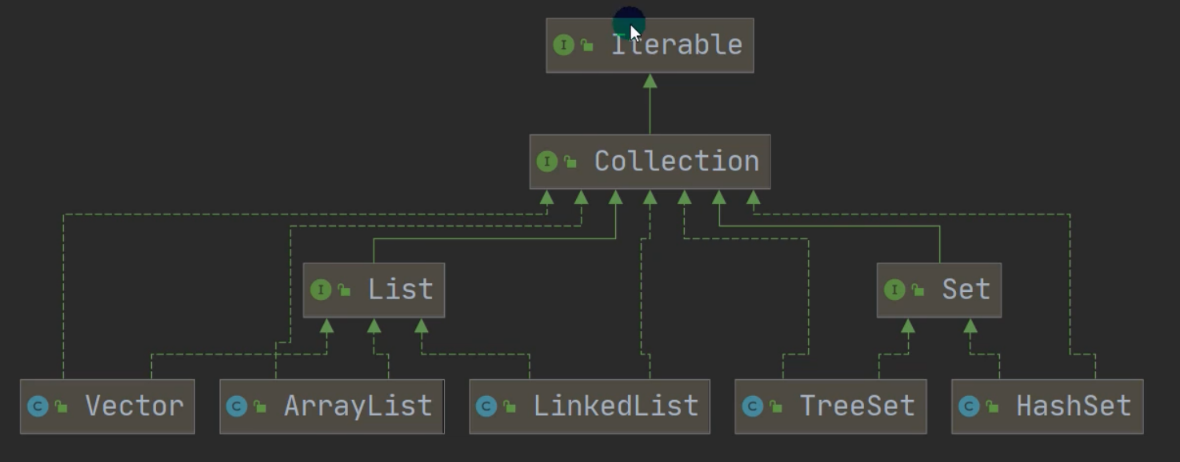 I Iterable
I Collection
I List
I Set
C Vector
C ArrayList
C LinkedList
C TreeSet
C HashSet